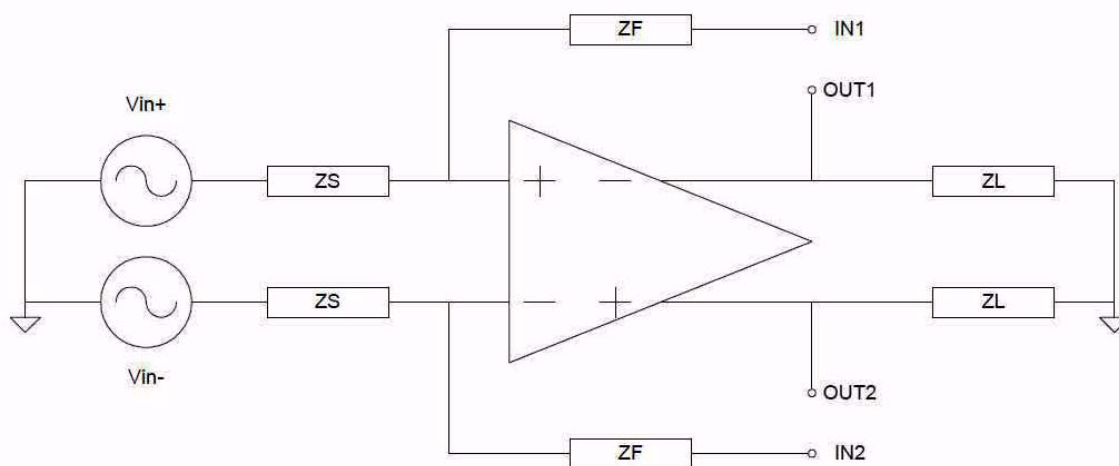 ZF IN1
OUT1
Vin+
ZS + − ZL
ZS − + ZL
Vin-
OUT2
ZF IN2